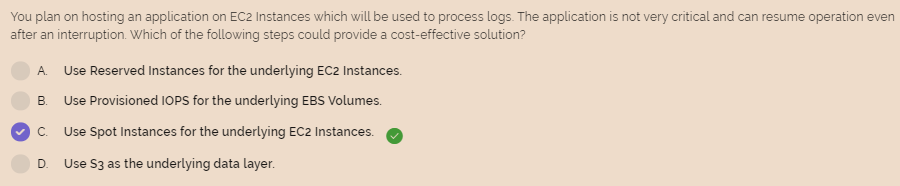 You plan on hosting an application on EC2 Instances which will be used to process logs. The application is not very critical and can resume operation even
after an interruption. Which of the following steps could provide a cost-effective solution?
A. Use Reserved Instances for the underlying EC2 Instances.
B. Use Provisioned IOPS for the underlying EBS Volumes.
C. Use Spot Instances for the underlying EC2 Instances.
D. Use S3 as the underlying data layer.